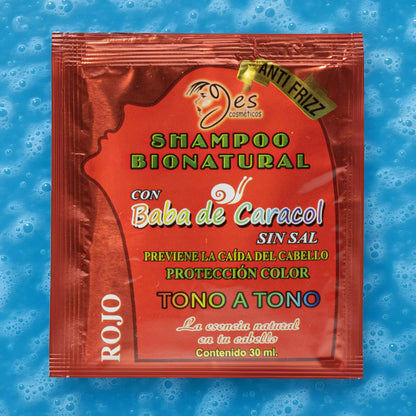 Jes
cosméticos
ANTI FRIZZ
SHAMPOO
BIONATURAL
CON
Baba de Caracol
SIN SAL
PREVIENE LA CAÍDA DEL CABELLO
PROTECCIÓN COLOR
TONO A TONO
La esencia natural
en tu cabello
Contenido 30 ml.
ROJO